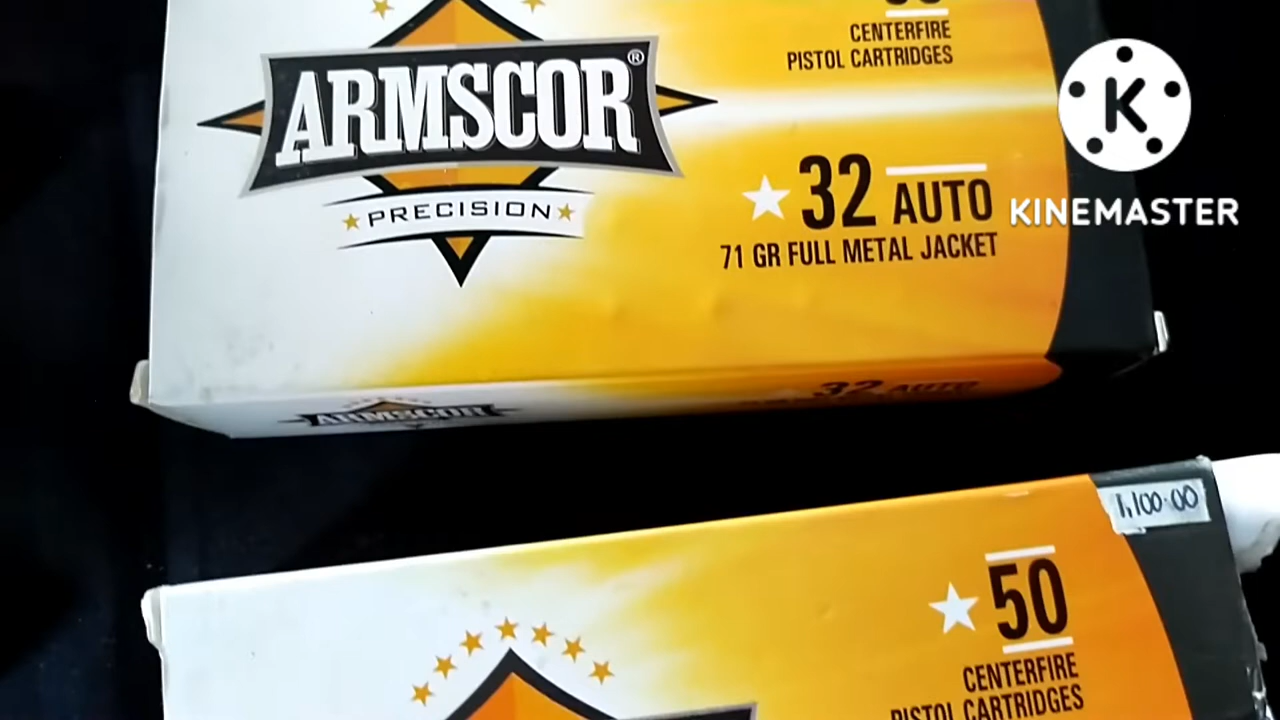 CENTERFIRE
PISTOL CARTRIDGES
ARMSCOR®
PRECISION
32 AUTO
71 GR FULL METAL JACKET
K
KINEMASTER
ARMSCOR
32 AUTO
1,100.00
50
CENTERFIRE
PISTOL CARTRIDGES